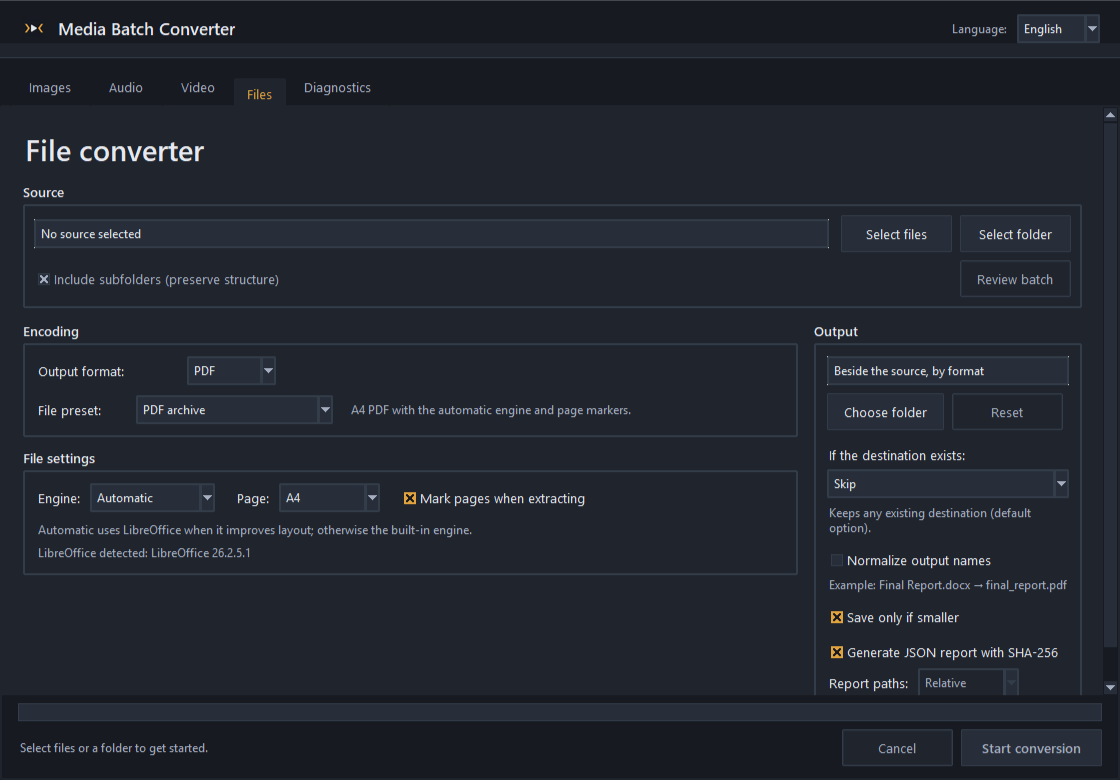 Media Batch Converter
Language: English
Images Audio Video Files Diagnostics
File converter
Source
No source selected
Select files
Select folder
Include subfolders (preserve structure)
Review batch
Encoding
Output format: PDF
File preset: PDF archive
A4 PDF with the automatic engine and page markers.
File settings
Engine: Automatic
Page: A4
Mark pages when extracting
Automatic uses LibreOffice when it improves layout; otherwise the built-in engine.
LibreOffice detected: LibreOffice 26.2.5.1
Output
Beside the source, by format
Choose folder
Reset
If the destination exists:
Skip
Keeps any existing destination (default
option).
Normalize output names
Example: Final Report.docx → final_report.pdf
Save only if smaller
Generate JSON report with SHA-256
Report paths: Relative
Select files or a folder to get started.
Cancel
Start conversion